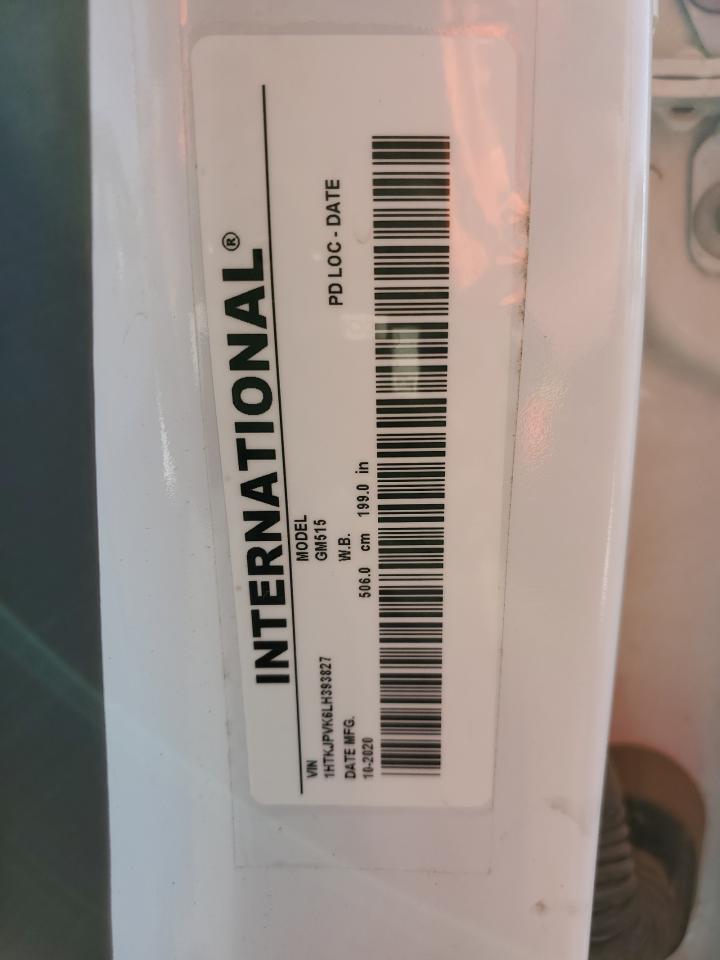 INTERNATIONAL®
VIN
1HTKJPVK6LH393827
MODEL
GM515
PD LOC - DATE
DATE MFG.
10-2020
W.B.
506.0 cm 199.0 in